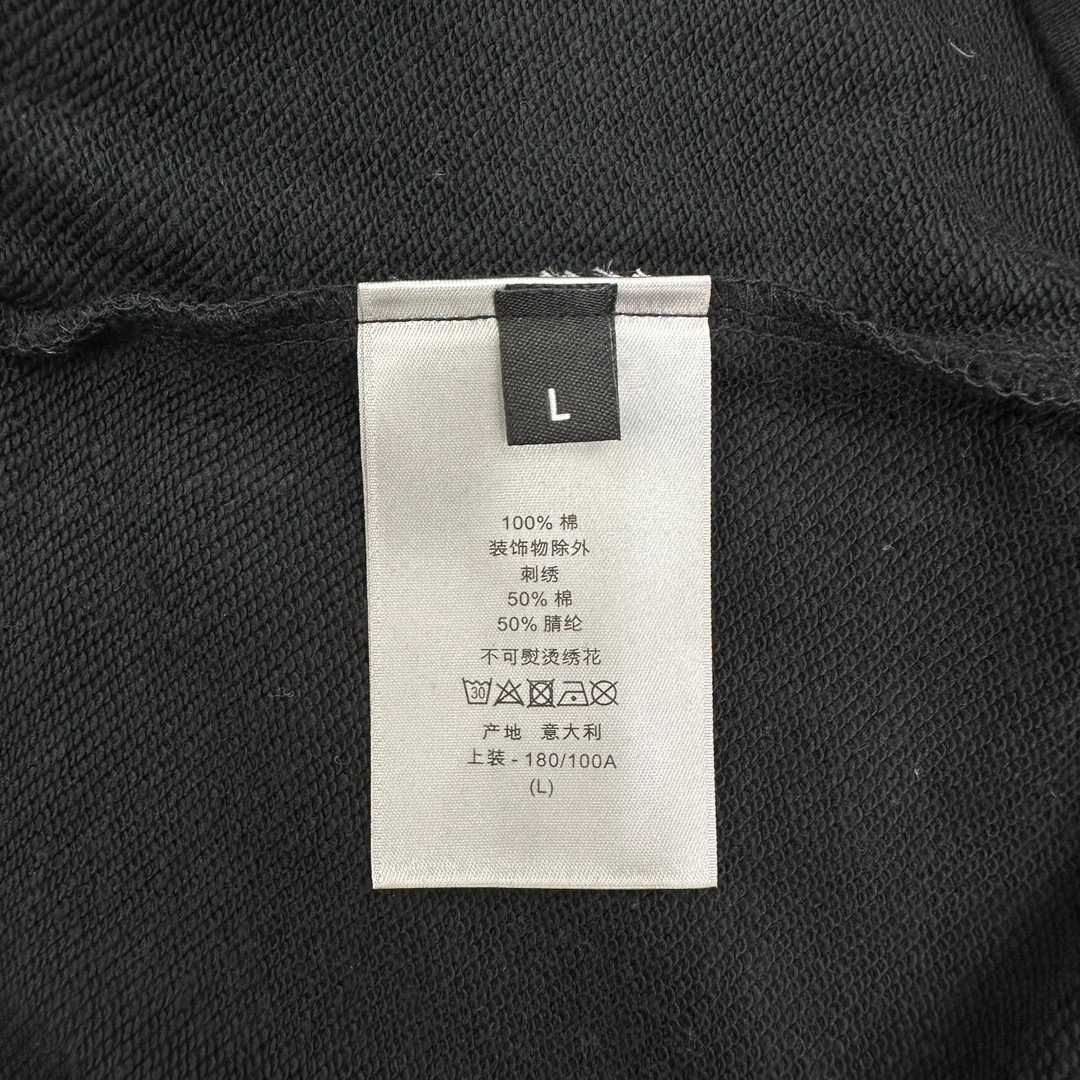 L
100% 棉
装饰物除外
刺绣
50% 棉
50% 腈纶
不可熨烫绣花
30
产地 意大利
上装 - 180/100A
(L)